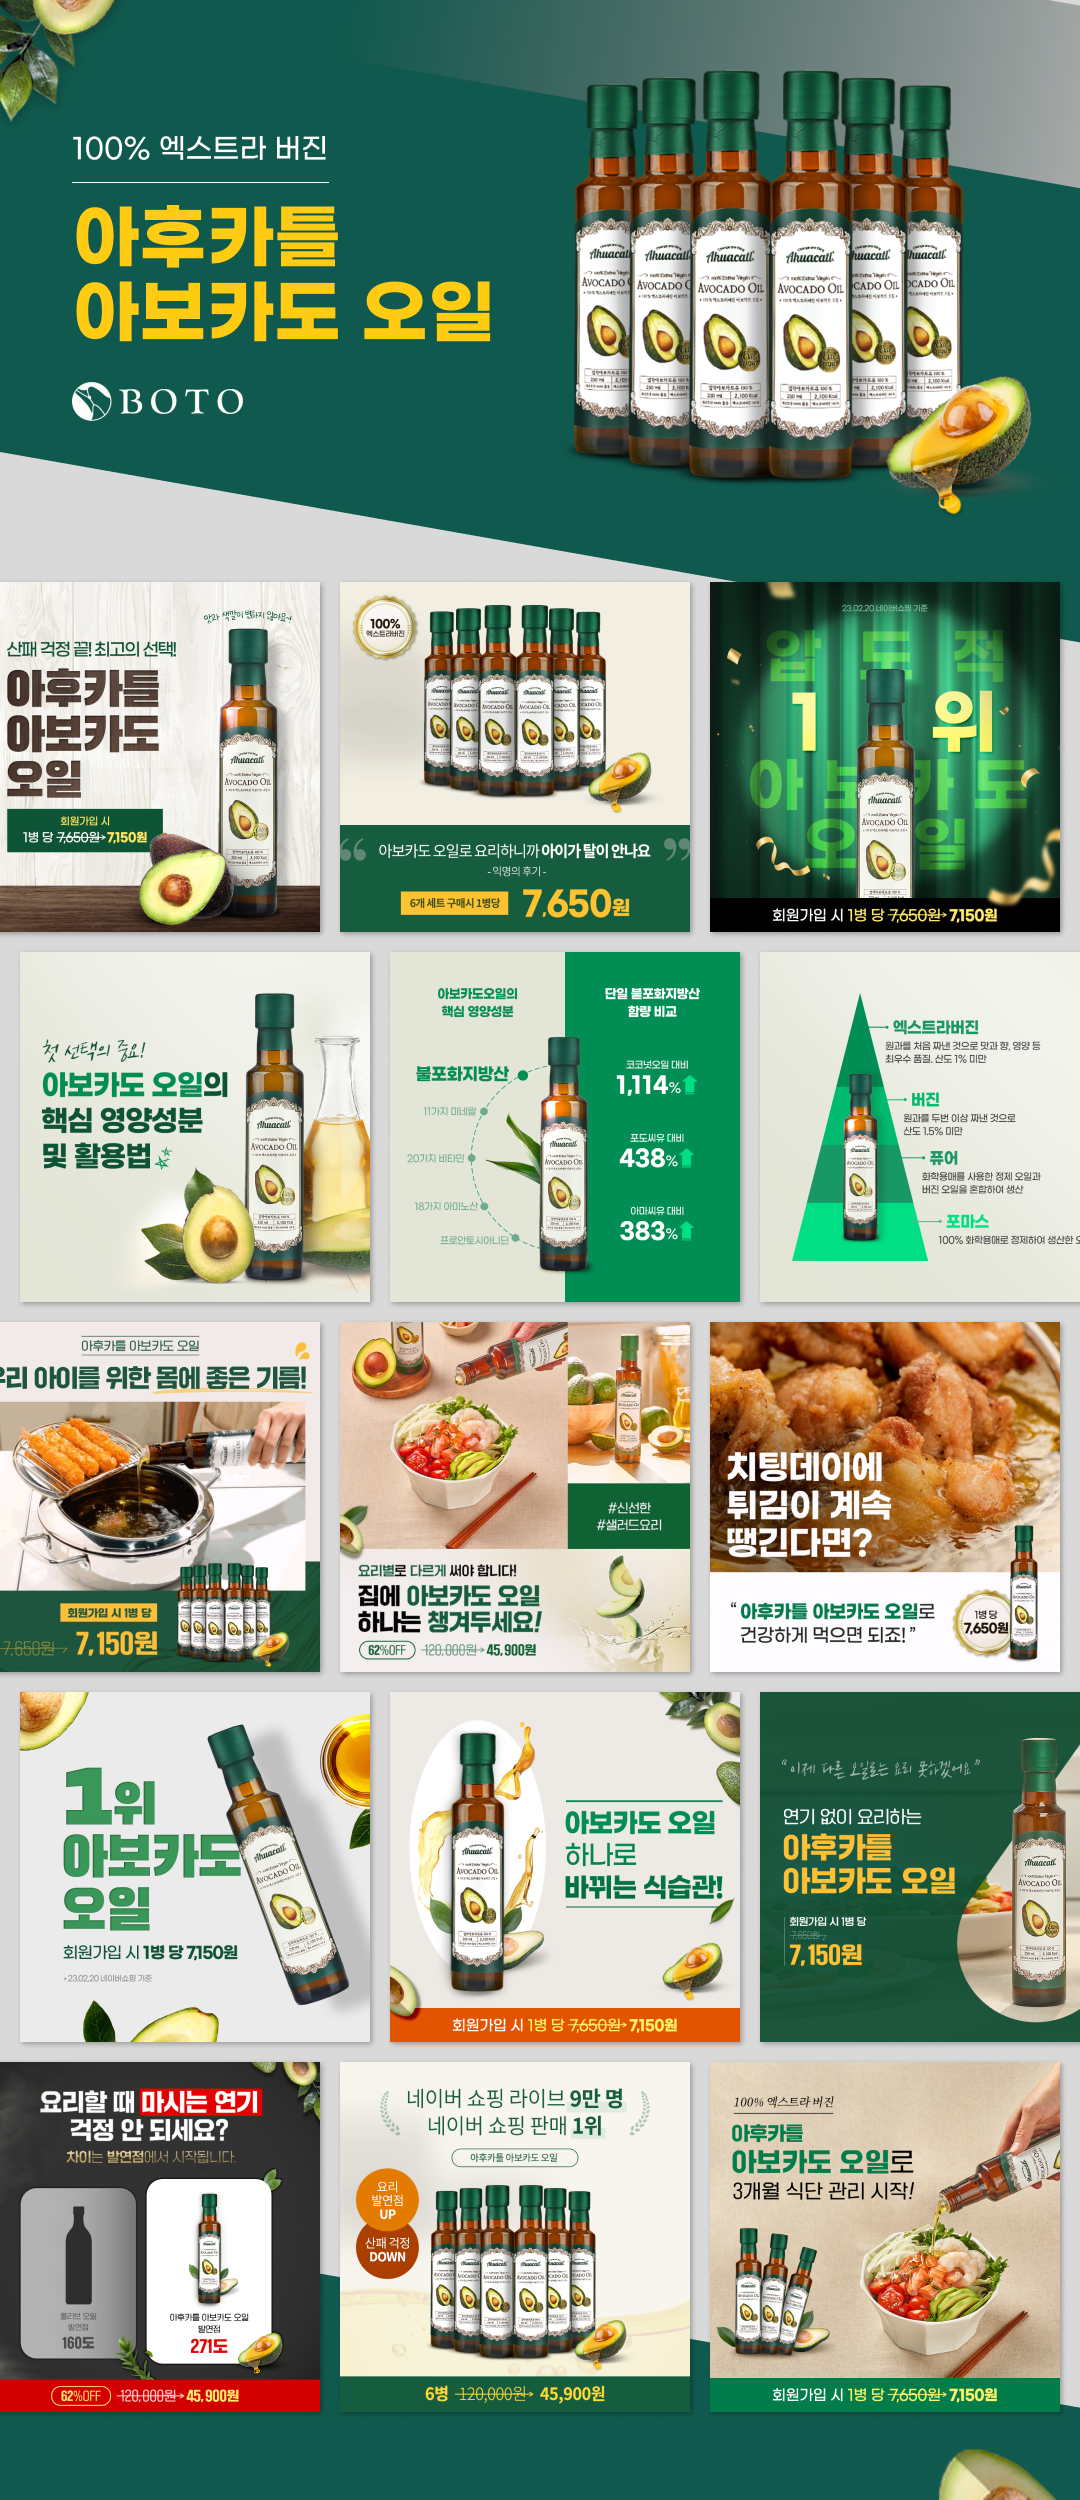 100% 엑스트라 버진
아후카틀
아보카도 오일
BOTO
Ahuacatl
100% Extra Virgin
AVOCADO OIL
맛과 색깔이 변하지 않아요~
산패 걱정 끝! 최고의 선택!
아후카틀
아보카도
오일
회원가입 시
1병 당 7,650원→7,150원
Ahuacatl
AVOCADO OIL
100%
엑스트라버진
Ahuacatl
AVOCADO OIL
“ 아보카도 오일로 요리하니까 아이가 탈이 안나요 ”
- 익명의 후기 -
6개 세트 구매시 1병당 7,650원
23.02.20 네이버쇼핑 기준
압도적
1위
아보카도
오일
Ahuacatl
AVOCADO OIL
회원가입 시 1병 당 7,650원→7,150원
첫 선택의 중요!
아보카도 오일의
핵심 영양성분
및 활용법
Ahuacatl
AVOCADO OIL
아보카도오일의
핵심 영양성분
불포화지방산
11가지 미네랄
20가지 비타민
18가지 아미노산
프로안토시아니딘
Ahuacatl
AVOCADO OIL
단일 불포화지방산
함량 비교
코코넛오일 대비
1,114%
포도씨유 대비
438%
아마씨유 대비
383%
엑스트라버진
원과를 처음 짜낸 것으로 맛과 향, 영양 등
최우수 품질, 산도 1% 미만
버진
원과를 두번 이상 짜낸 것으로
산도 1.5% 미만
퓨어
화학용매를 사용한 정제 오일과
버진 오일을 혼합하여 생산
포마스
100% 화학용매로 정제하여 생산한
아후카틀 아보카도 오일
우리 아이를 위한 몸에 좋은 기름!
회원가입 시 1병 당
7,650원→ 7,150원
#신선한
#샐러드요리
요리별로 다르게 써야 합니다!
집에 아보카도 오일
하나는 챙겨두세요!
62%OFF 120,000원→45,900원
치팅데이에
튀김이 계속
땡긴다면?
“ 아후카틀 아보카도 오일로
건강하게 먹으면 되죠! ”
1병 당
7,650원
1위
아보카도
오일
회원가입 시 1병 당 7,150원
• 23.02.20 네이버쇼핑 기준
Ahuacatl
AVOCADO OIL
Ahuacatl
AVOCADO OIL
아보카도 오일
하나로
바뀌는 식습관!
회원가입 시 1병 당 7,650원→7,150원
“이제 다른 오일로는 요리 못하겠어요”
연기 없이 요리하는
아후카틀
아보카도 오일
회원가입 시 1병 당
7,650원→
7,150원
Ahuacatl
AVOCADO OIL
요리할 때 마시는 연기
걱정 안 되세요?
차이는 발연점에서 시작됩니다.
올리브 오일
발연점
160도
아후카틀 아보카도 오일
발연점
271도
62%OFF 120,000원→45,900원
네이버 쇼핑 라이브 9만 명
네이버 쇼핑 판매 1위
아후카틀 아보카도 오일
요리
발연점
UP
산패 걱정
DOWN
Ahuacatl
AVOCADO OIL
6병 120,000원→ 45,900원
100% 엑스트라 버진
아후카틀
아보카도 오일로
3개월 식단 관리 시작!
회원가입 시 1병 당 7,650원→7,150원